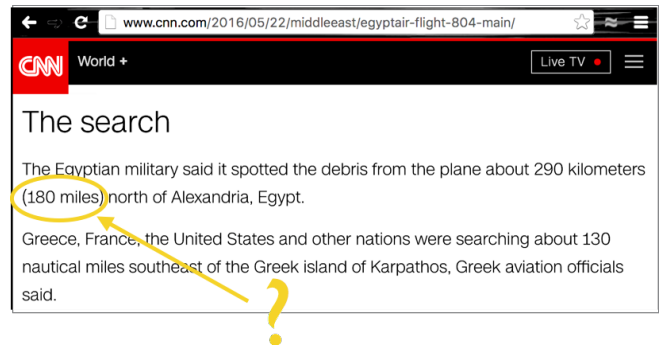 www.cnn.com/2016/05/22/middleeast/egyptair-flight-804-main/
CNN World + Live TV
The search
The Egyptian military said it spotted the debris from the plane about 290 kilometers
(180 miles) north of Alexandria, Egypt.
Greece, France, the United States and other nations were searching about 130
nautical miles southeast of the Greek island of Karpathos, Greek aviation officials
said.
?